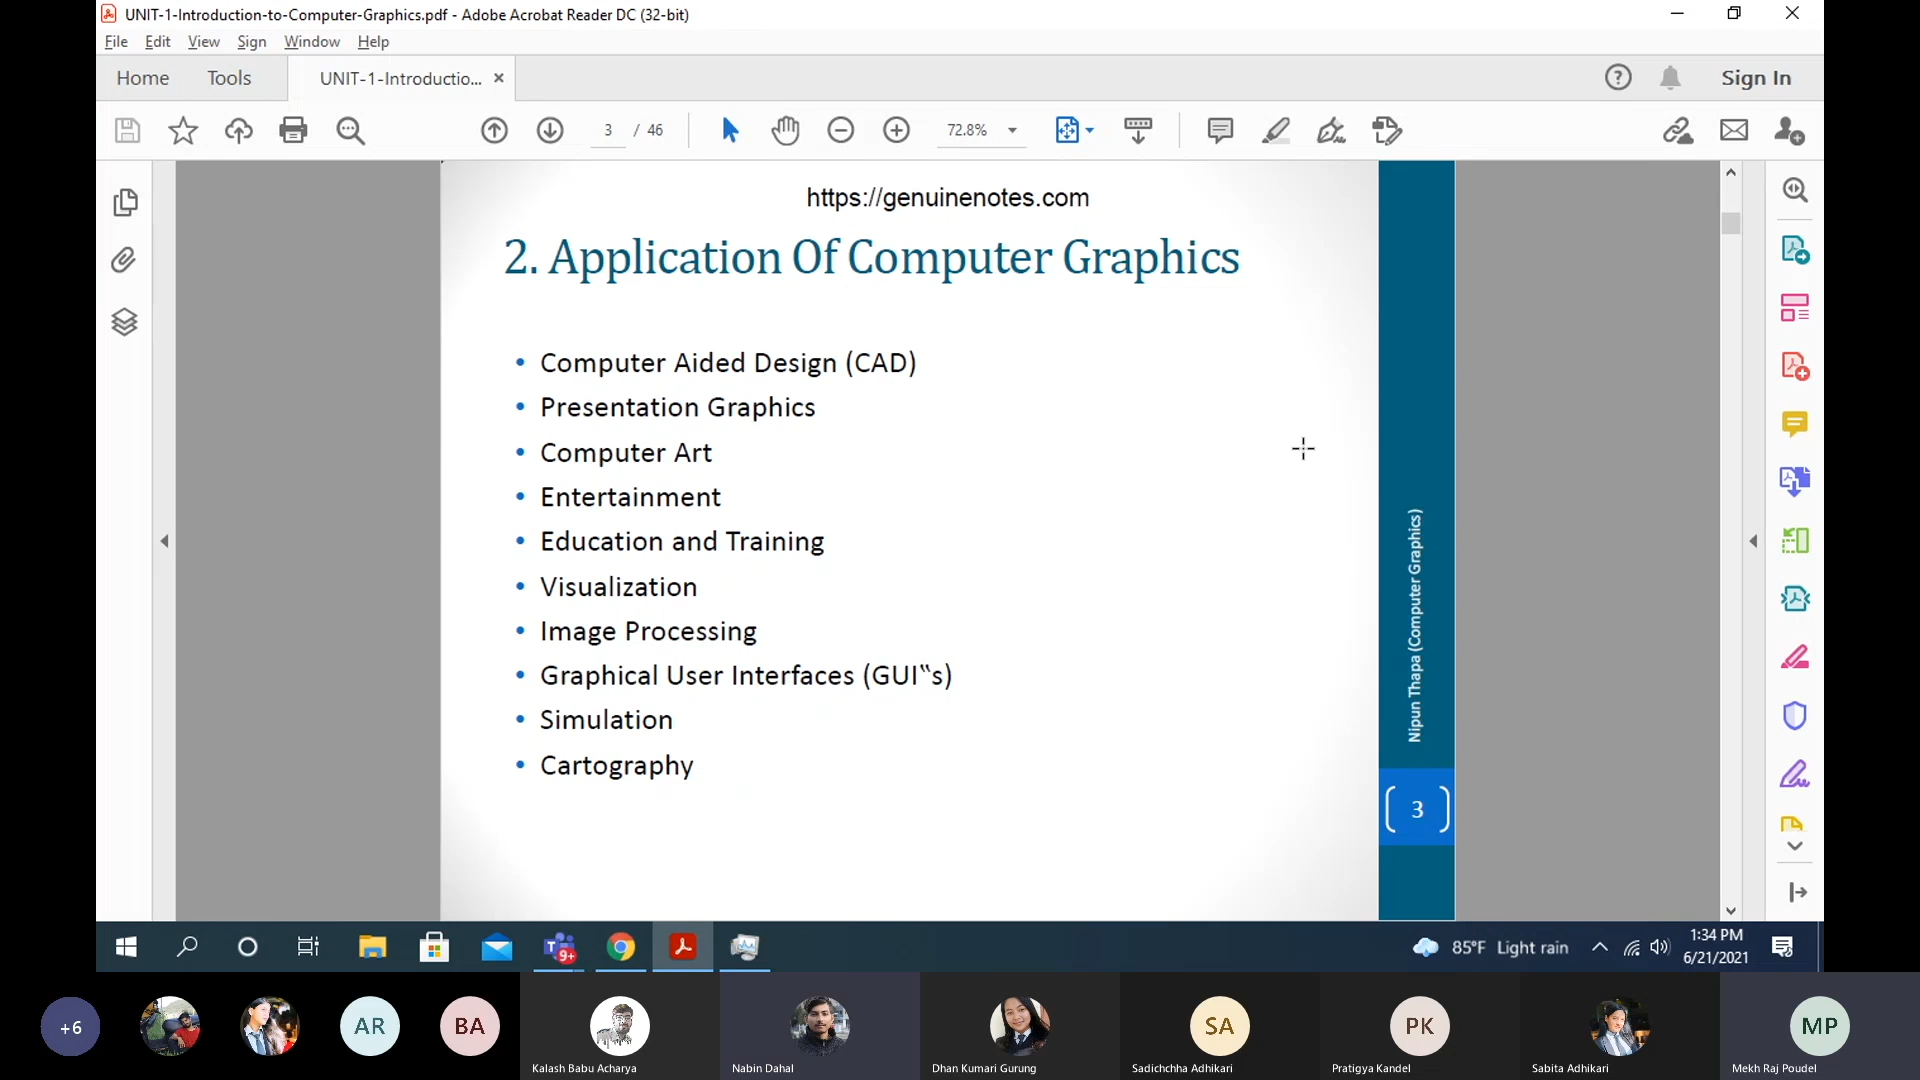 UNIT-1-Introduction-to-Computer-Graphics.pdf - Adobe Acrobat Reader DC (32-bit)
File Edit View Sign Window Help
Home Tools UNIT-1-Introductio... × Sign In
3 / 46 72.8%
https://genuinenotes.com
2. Application Of Computer Graphics
• Computer Aided Design (CAD)
• Presentation Graphics
• Computer Art
• Entertainment
• Education and Training
• Visualization
• Image Processing
• Graphical User Interfaces (GUI‟s)
• Simulation
• Cartography
Nipun Thapa (Computer Graphics)
3
9+
85°F Light rain
1:34 PM
6/21/2021
+6 AR BA SA PK MP
Kalash Babu Acharya Nabin Dahal Dhan Kumari Gurung Sadichchha Adhikari Pratigya Kandel Sabita Adhikari Mekh Raj Poudel